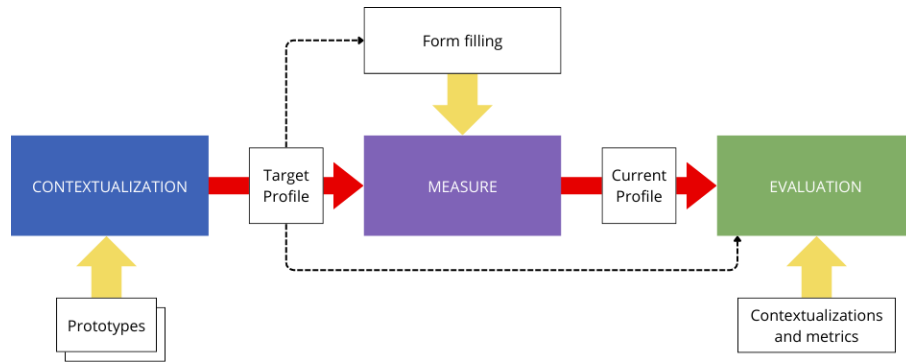 Form filling
CONTEXTUALIZATION
Target
Profile
MEASURE
Current
Profile
EVALUATION
Prototypes
Contextualizations
and metrics